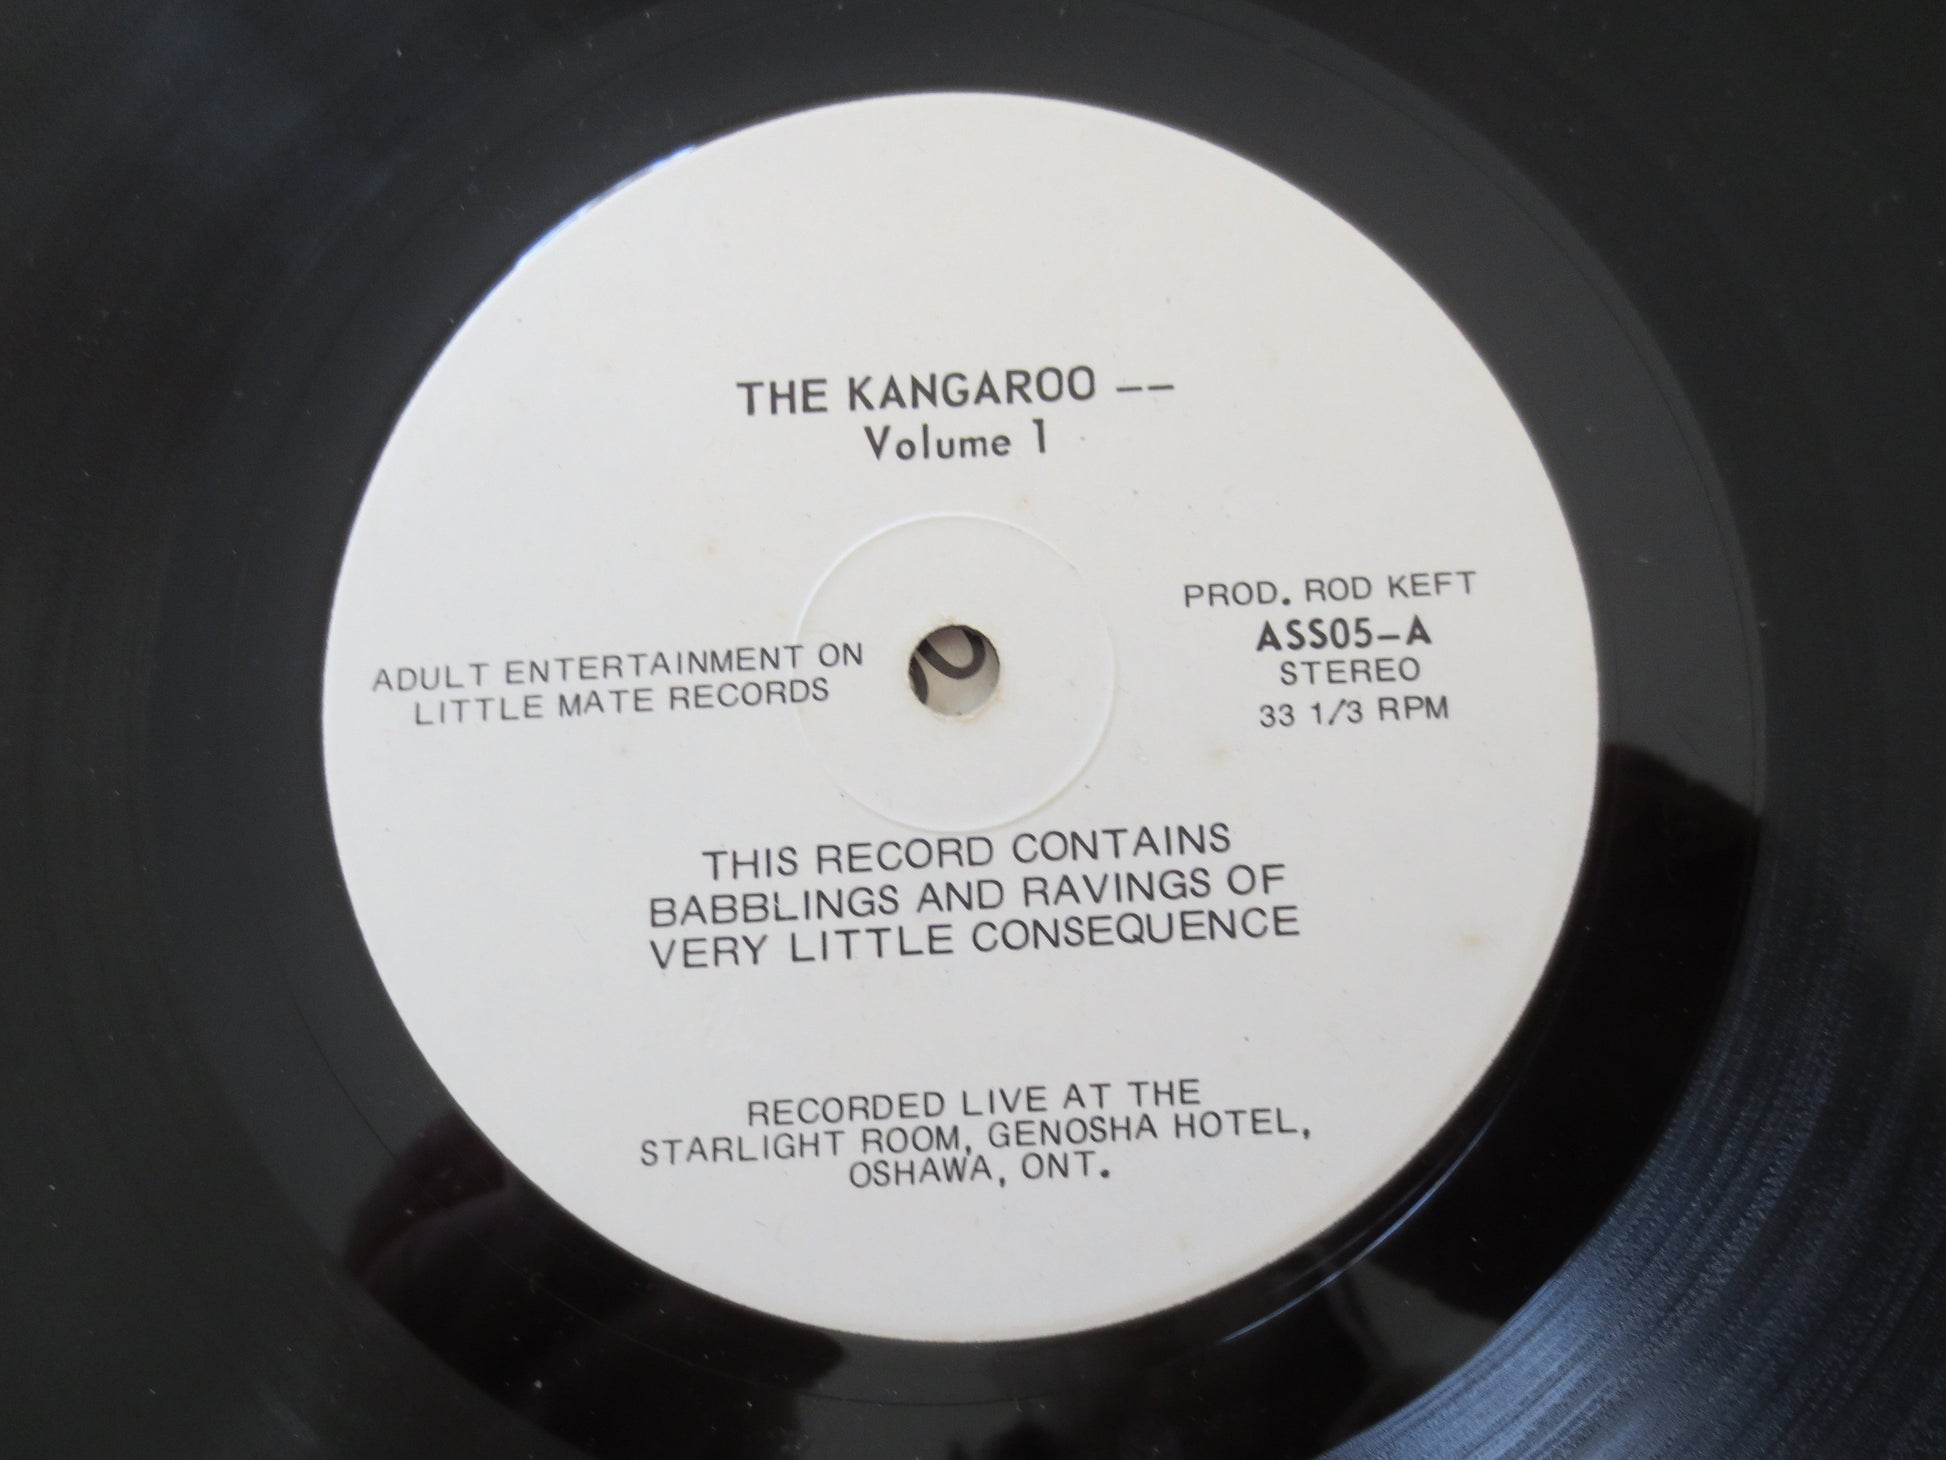 THE KANGAROO --
Volume 1
PROD. ROD KEFT
ASS05-A
STEREO
33 1/3 RPM
ADULT ENTERTAINMENT ON
LITTLE MATE RECORDS
THIS RECORD CONTAINS
BABBLINGS AND RAVINGS OF
VERY LITTLE CONSEQUENCE
RECORDED LIVE AT THE
STARLIGHT ROOM, GENOSHA HOTEL,
OSHAWA, ONT.